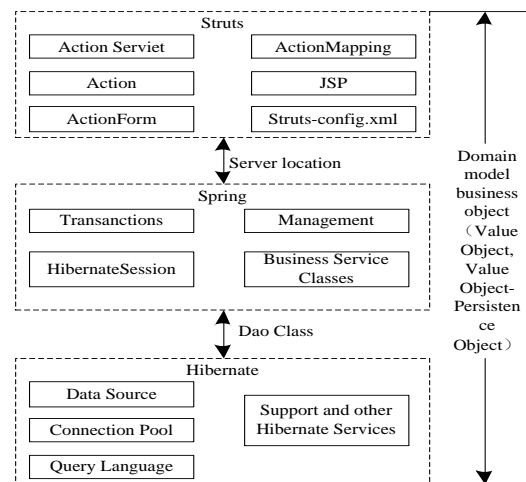 Struts
Action Serviet
ActionMapping
Action
JSP
ActionForm
Struts-config.xml
Server location
Spring
Transanctions
Management
HibernateSession
Business Service
Classes
Dao Class
Hibernate
Data Source
Connection Pool
Query Language
Support and other
Hibernate Services
Domain
model
business
object
（Value
Object,
Value
Object-
Persisten
ce
Object）